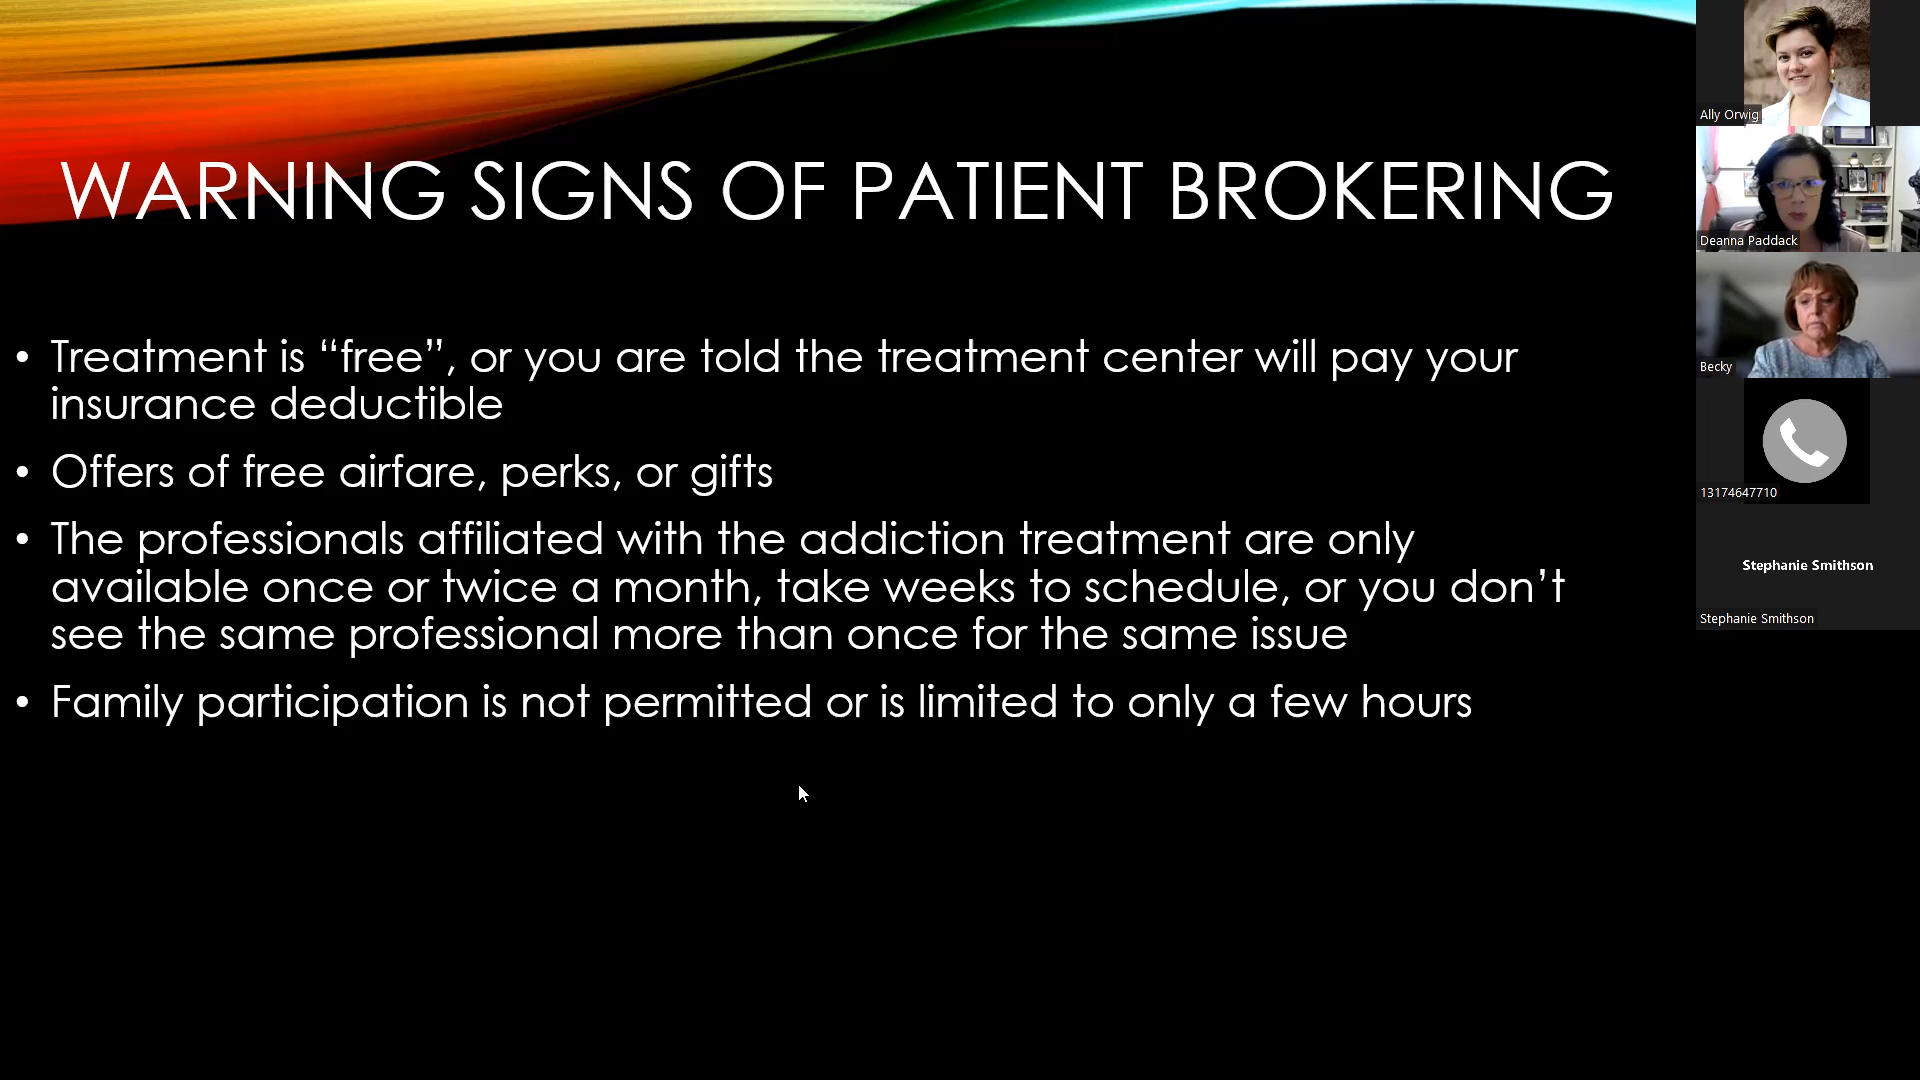 WARNING SIGNS OF PATIENT BROKERING
• Treatment is “free”, or you are told the treatment center will pay your
insurance deductible
• Offers of free airfare, perks, or gifts
• The professionals affiliated with the addiction treatment are only
available once or twice a month, take weeks to schedule, or you don’t
see the same professional more than once for the same issue
• Family participation is not permitted or is limited to only a few hours
Ally Orwig
Deanna Paddack
Becky
13174647710
Stephanie Smithson
Stephanie Smithson